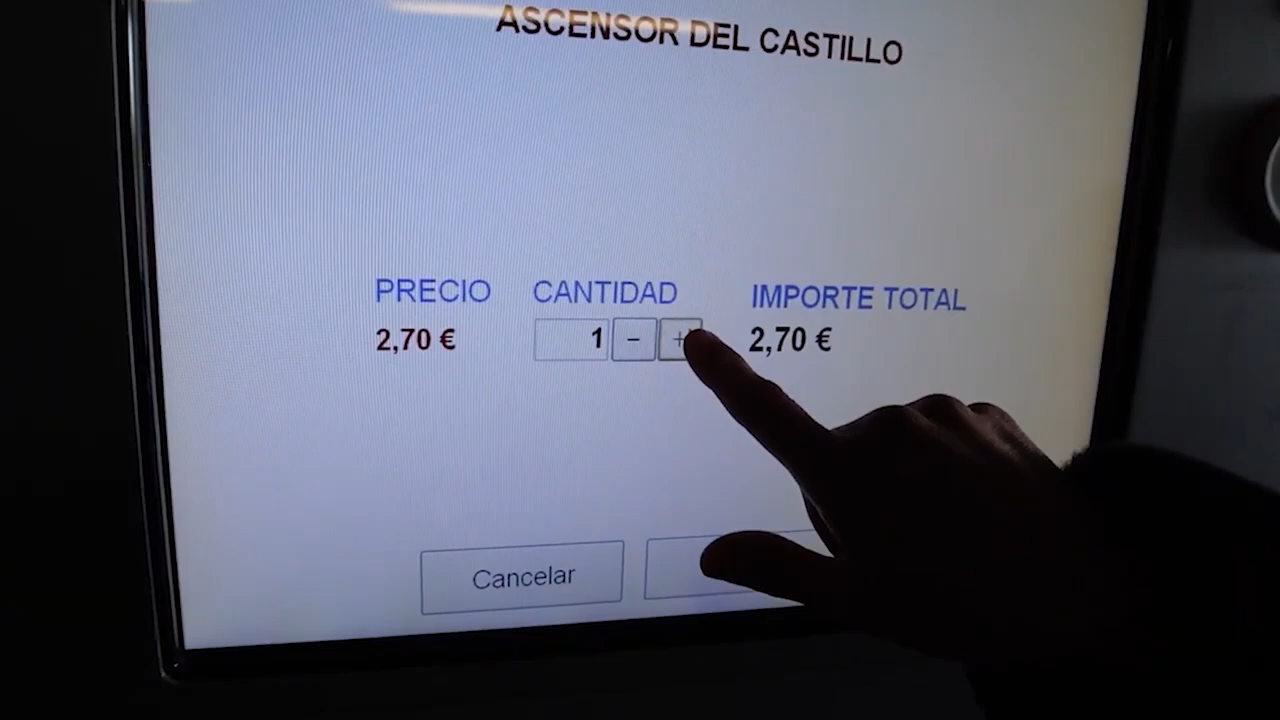 ASCENSOR DEL CASTILLO
PRECIO CANTIDAD IMPORTE TOTAL
2,70 € 1 - + 2,70 €
Cancelar